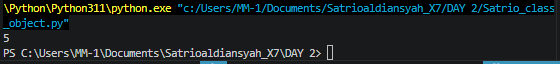 \Python\Python311\python.exe "c:/Users/MM-1/Documents/Satrioaldiansyah_X7/DAY 2/Satrio_class
_object.py"
5
PS C:\Users\MM-1\Documents\Satrioaldiansyah_X7\DAY 2>